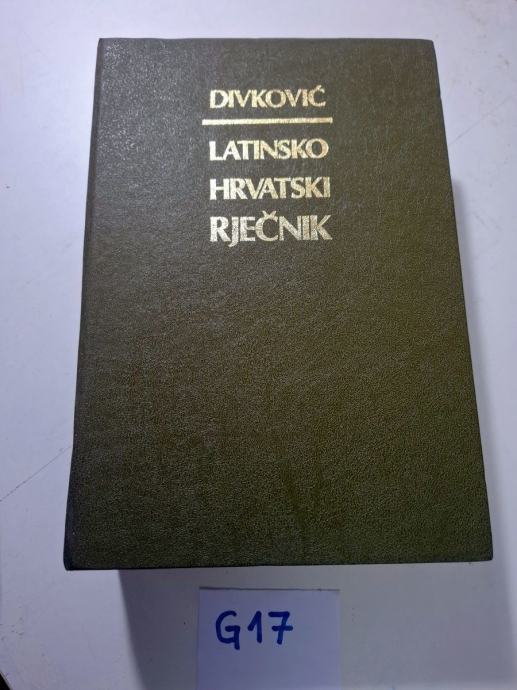 DIVKOVIĆ
LATINSKO
HRVATSKI
RJEČNIK
G17